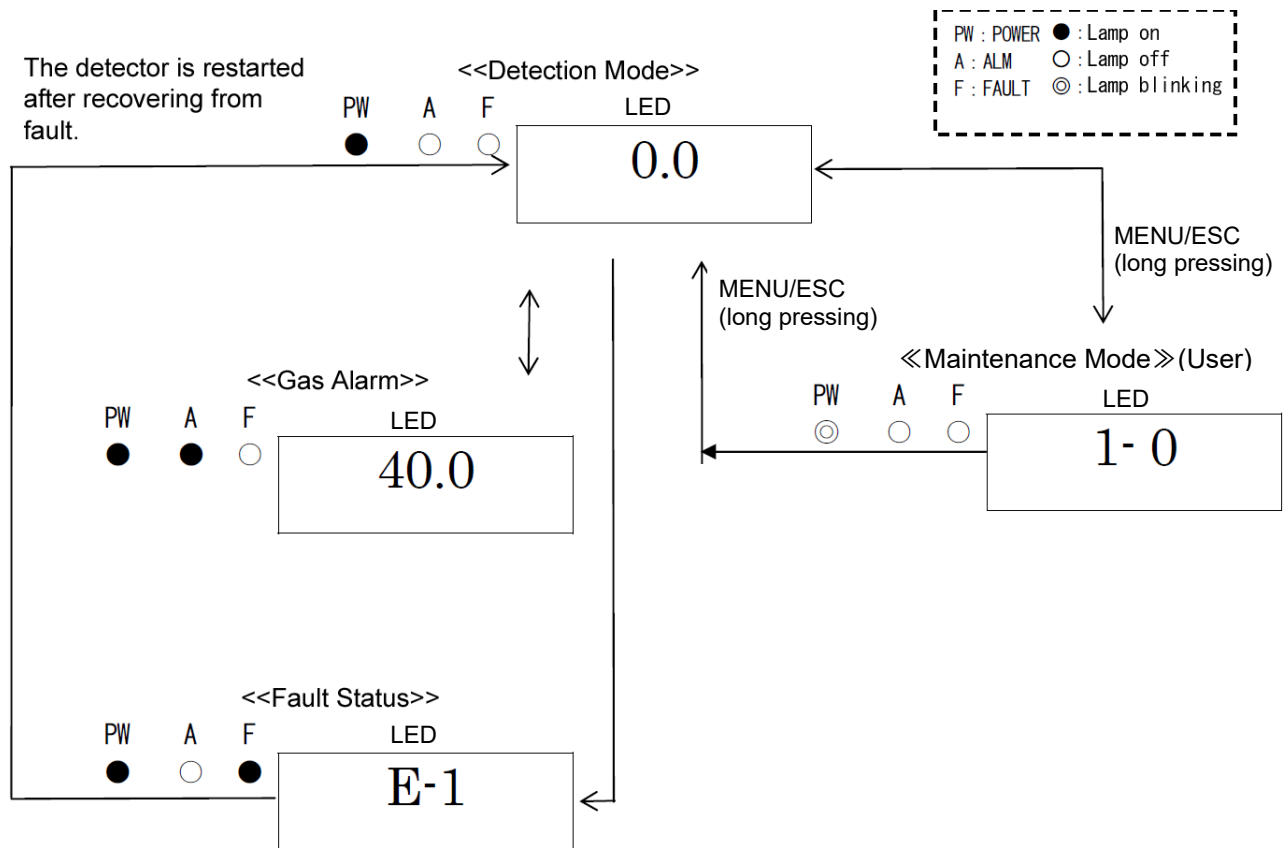 PW : POWER ● : Lamp on
A : ALM ○ : Lamp off
F : FAULT ◎ : Lamp blinking
The detector is restarted
after recovering from
fault.
<<Detection Mode>>
PW A F
LED
● ○ ○
0.0
MENU/ESC
(long pressing)
MENU/ESC
(long pressing)
<<Gas Alarm>>
PW A F
LED
● ● ○
40.0
≪Maintenance Mode≫(User)
PW A F
LED
◎ ○ ○
1- 0
<<Fault Status>>
PW A F
LED
● ○ ●
E-1